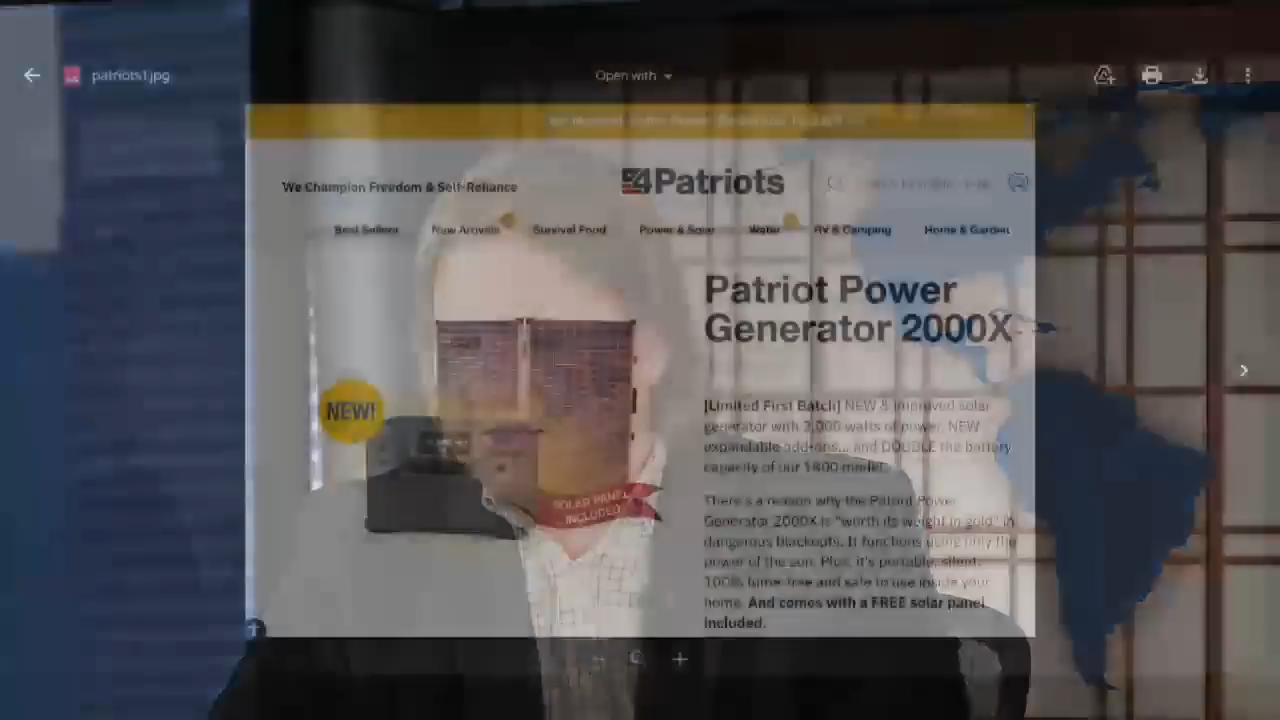 patriots1.jpg
Open with
We Champion Freedom & Self-Reliance
4Patriots
Best Sellers
New Arrivals
Survival Food
Power & Solar
Water
RV & Camping
Home & Garden
Patriot Power
Generator 2000X
NEW!
[Limited First Batch] NEW & improved solar
generator with 2,000 watts of power. NEW
expandable add-ons... and DOUBLE the battery
capacity of our 1800 model.
SOLAR PANEL
INCLUDED
There's a reason why the Patriot Power
Generator 2000X is "worth its weight in gold" in
dangerous blackouts. It functions using only the
power of the sun. Plus, it's portable, silent,
100% fume-free and safe to use inside your
home. And comes with a FREE solar panel
included.